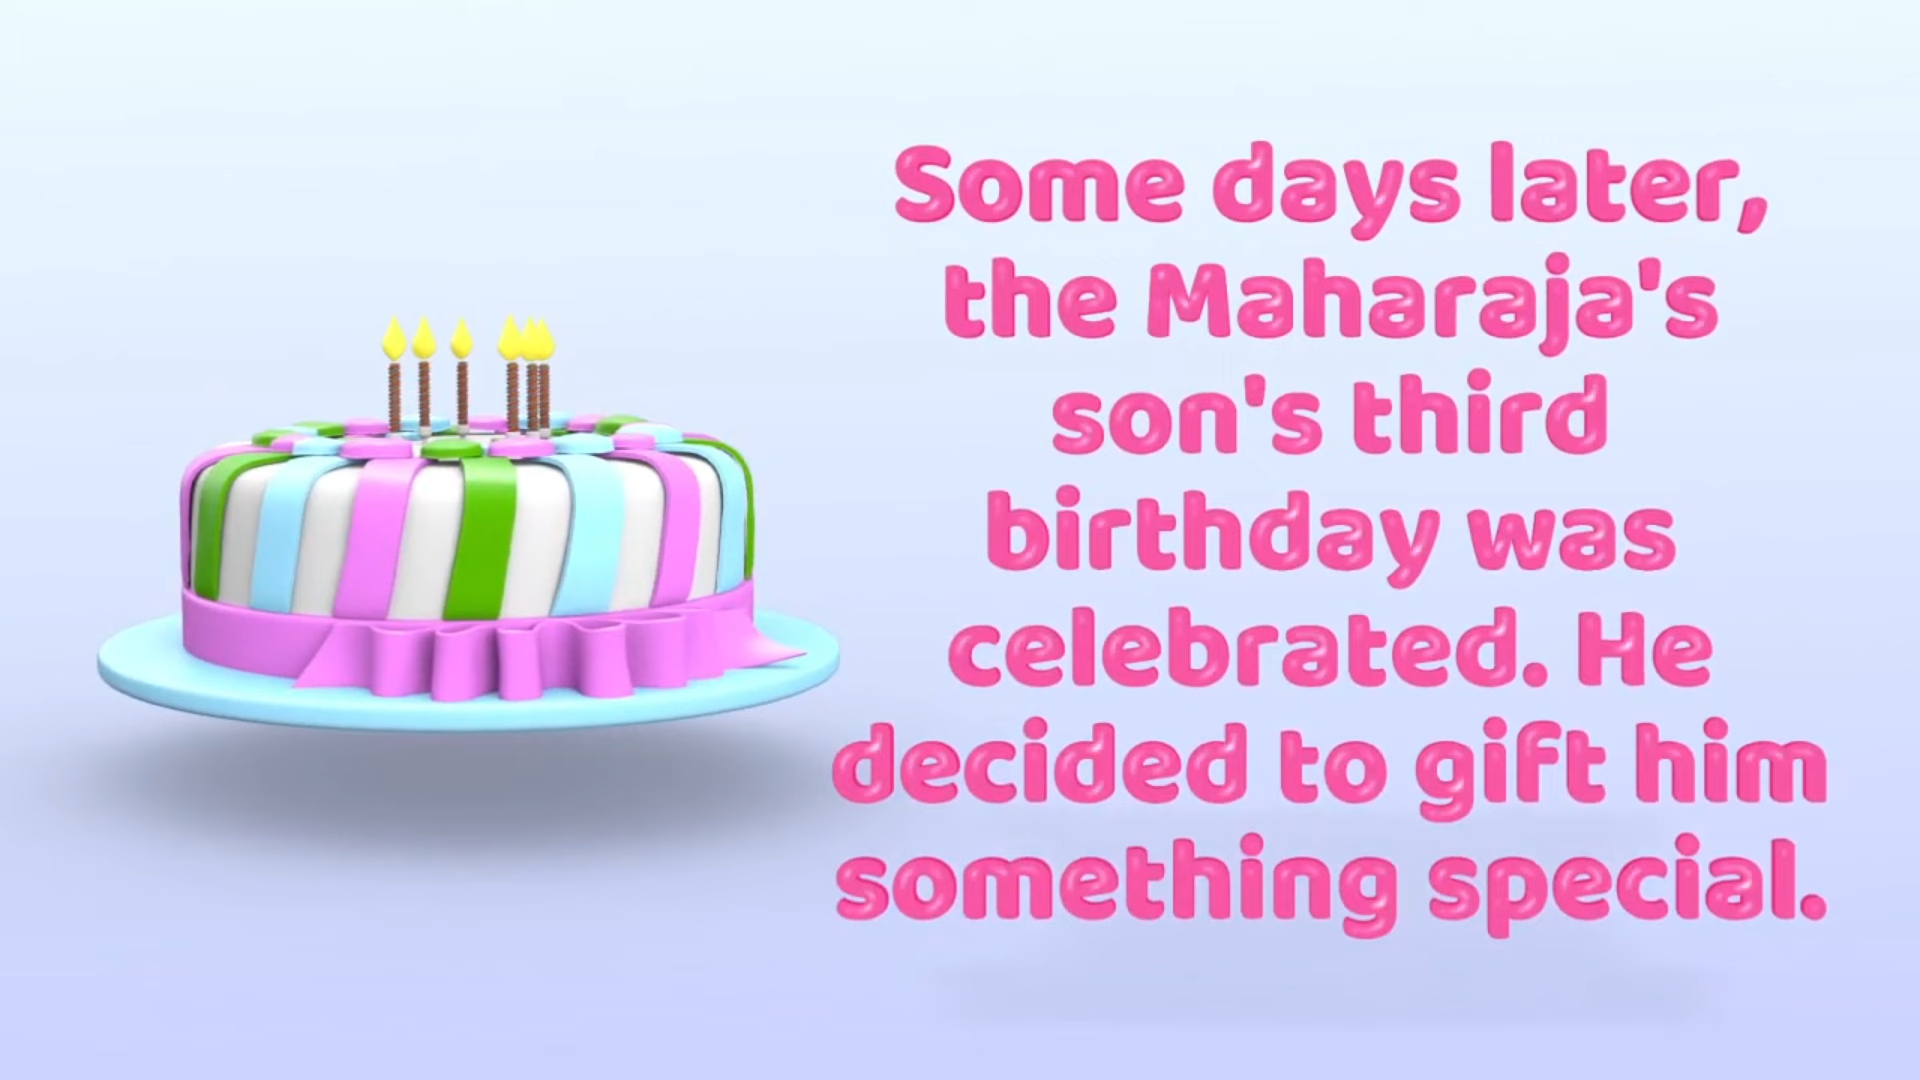 Some days later,
the Maharaja's
son's third
birthday was
celebrated. He
decided to gift him
something special.